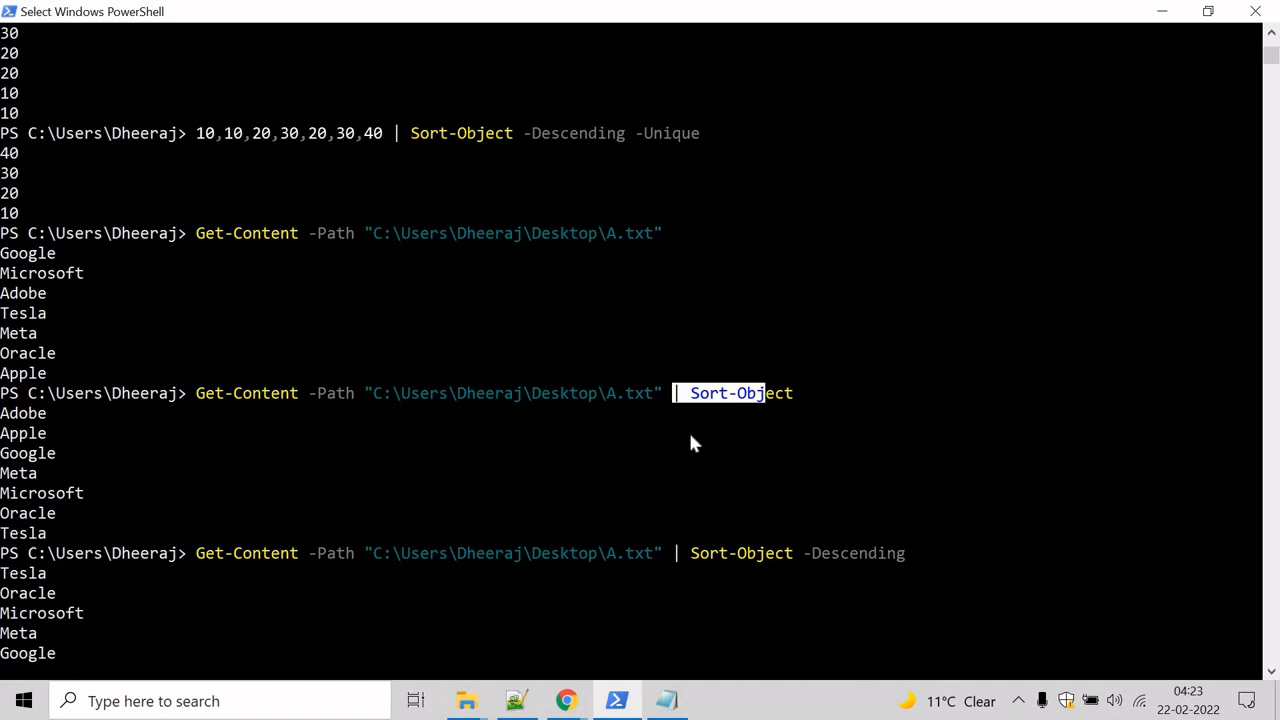 Select Windows PowerShell
30
20
20
10
10
PS C:\Users\Dheeraj> 10,10,20,30,20,30,40 | Sort-Object -Descending -Unique
40
30
20
10
PS C:\Users\Dheeraj> Get-Content -Path "C:\Users\Dheeraj\Desktop\A.txt"
Google
Microsoft
Adobe
Tesla
Meta
Oracle
Apple
PS C:\Users\Dheeraj> Get-Content -Path "C:\Users\Dheeraj\Desktop\A.txt" | Sort-Object
Adobe
Apple
Google
Meta
Microsoft
Oracle
Tesla
PS C:\Users\Dheeraj> Get-Content -Path "C:\Users\Dheeraj\Desktop\A.txt" | Sort-Object -Descending
Tesla
Oracle
Microsoft
Meta
Google
Type here to search
11°C Clear
04:23
22-02-2022